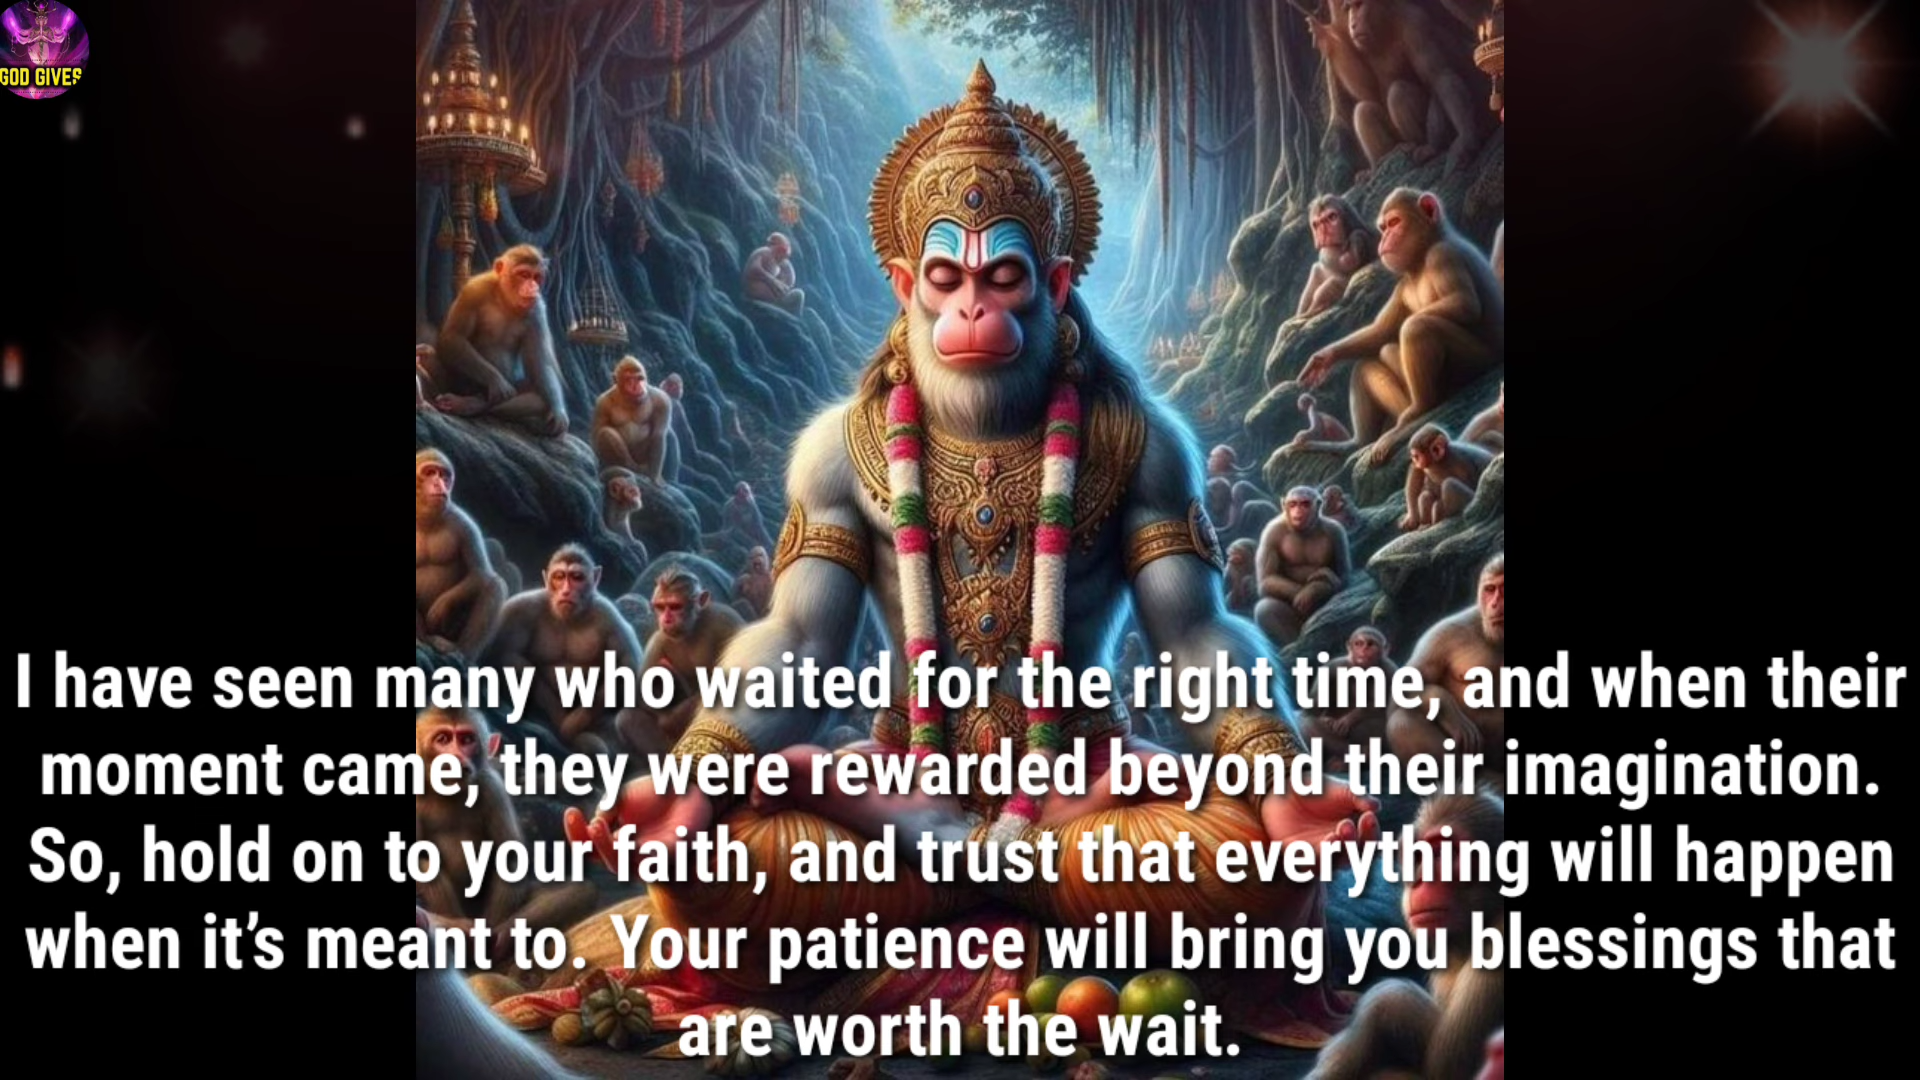 GOD GIVES
I have seen many who waited for the right time, and when their
moment came, they were rewarded beyond their imagination.
So, hold on to your faith, and trust that everything will happen
when it’s meant to. Your patience will bring you blessings that
are worth the wait.